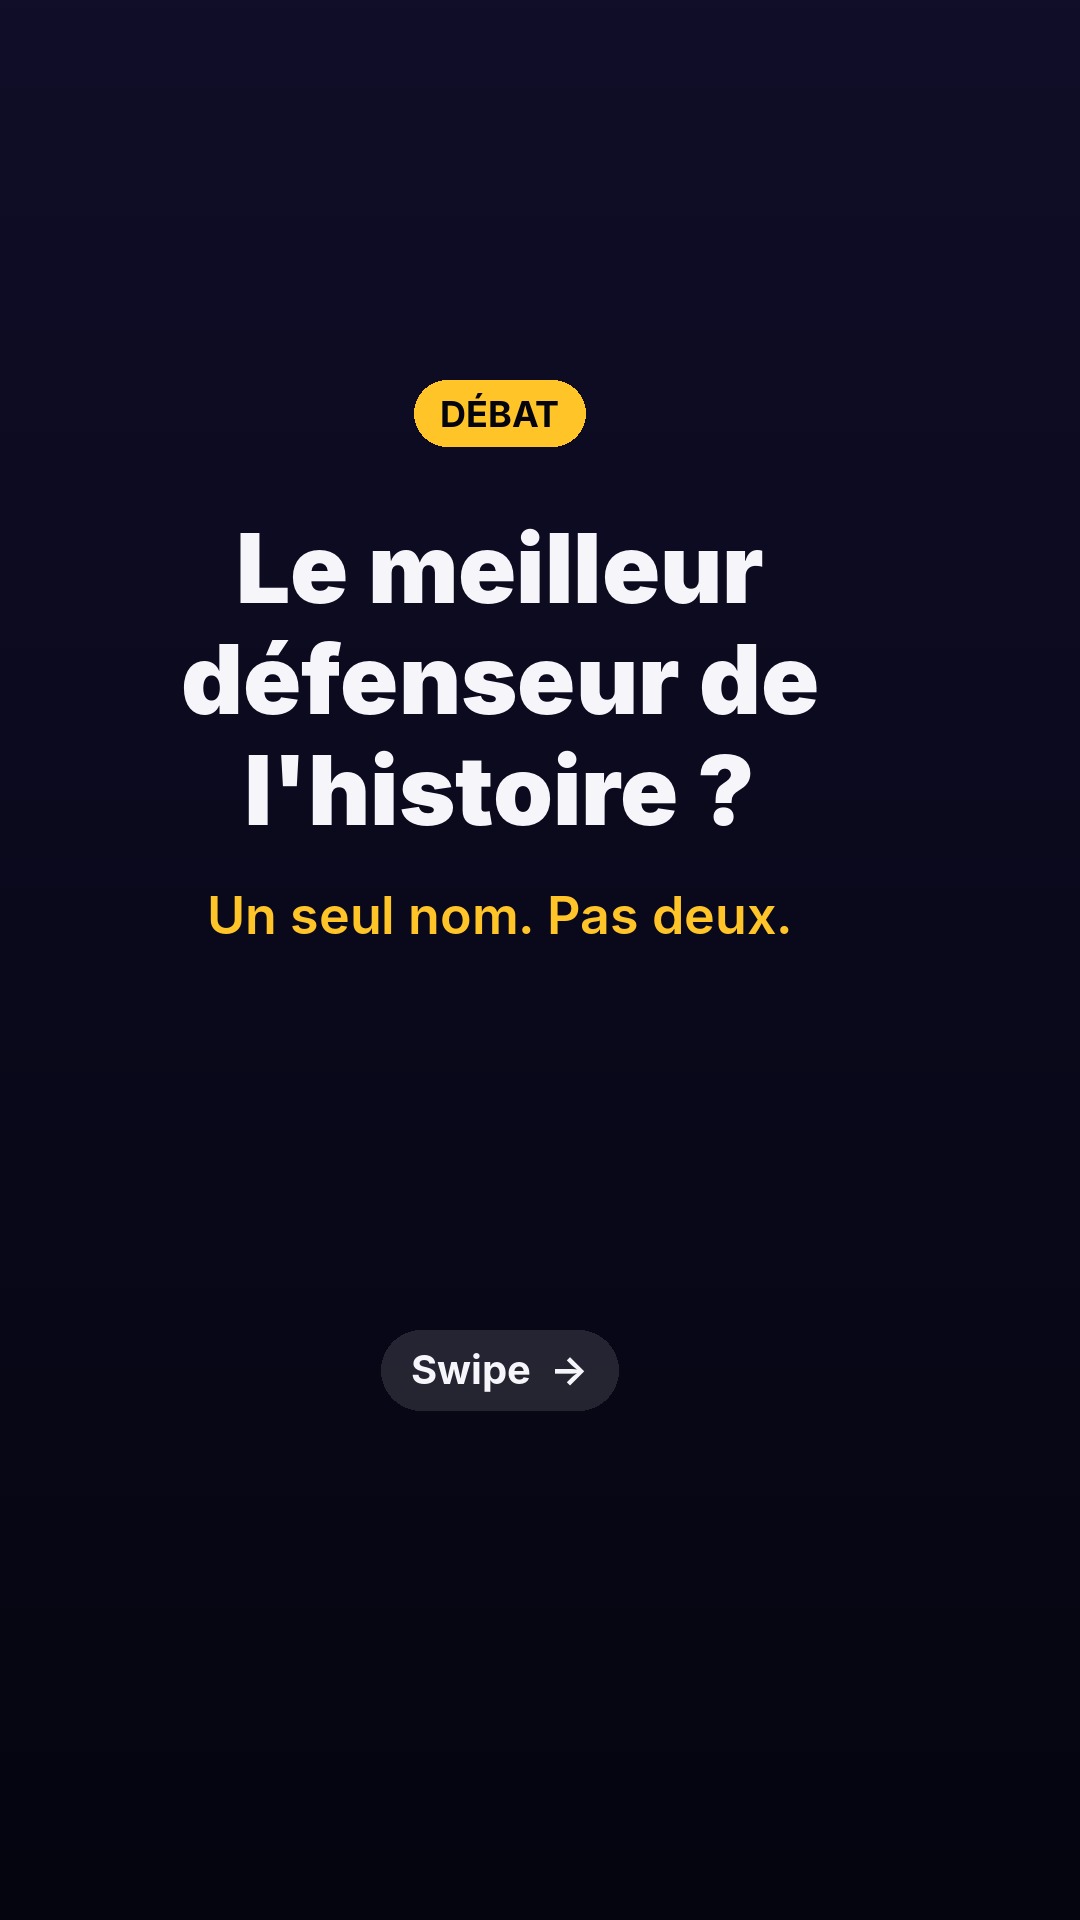 DÉBAT
Le meilleur
défenseur de
l'histoire ?
Un seul nom. Pas deux.
Swipe →